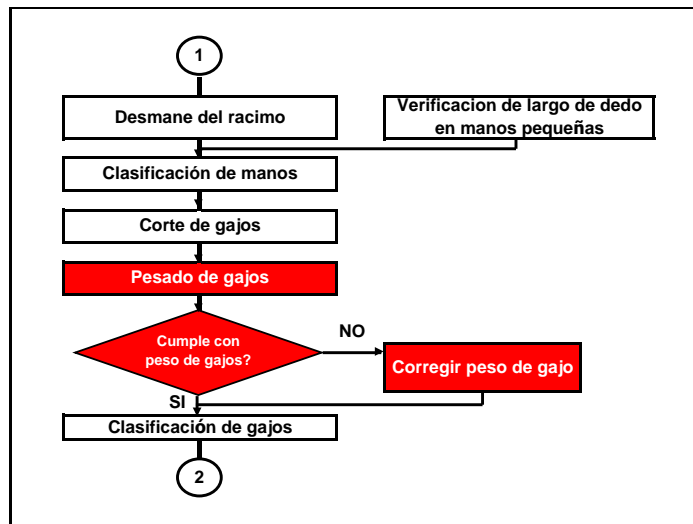 1
Desmane del racimo
Verificacion de largo de dedo
en manos pequeñas
Clasificación de manos
Corte de gajos
Pesado de gajos
Cumple con
peso de gajos?
NO
Corregir peso de gajo
SI
Clasificación de gajos
2